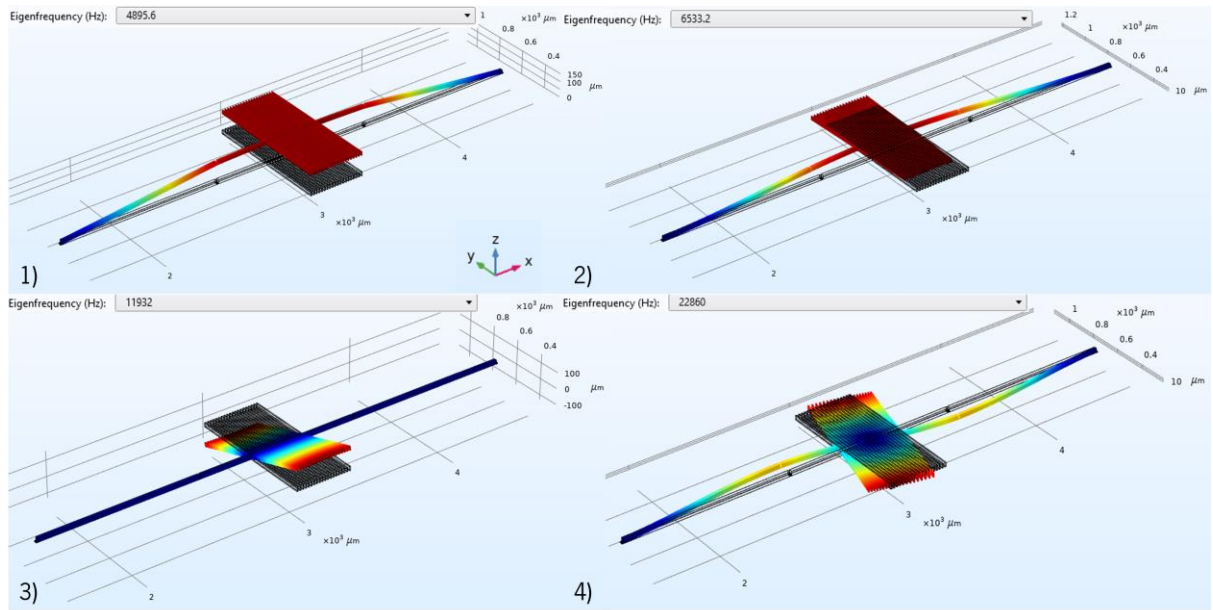 Eigenfrequency (Hz): 4895.6
1 ×10³ μm
0.8
0.6
0.4
150
100
0 μm
4
3
×10³ μm
2
z
y
x
1)
Eigenfrequency (Hz): 6533.2
1.2
1 ×10³ μm
0.8
0.6
0.4
10 μm
4
3
×10³ μm
2
2)
Eigenfrequency (Hz): 11932
×10³ μm
0.8
0.6
0.4
100
0 μm
-100
4
3
×10³ μm
2
3)
Eigenfrequency (Hz): 22860
1 ×10³ μm
0.8
0.6
0.4
10 μm
4
3
×10³ μm
2
4)